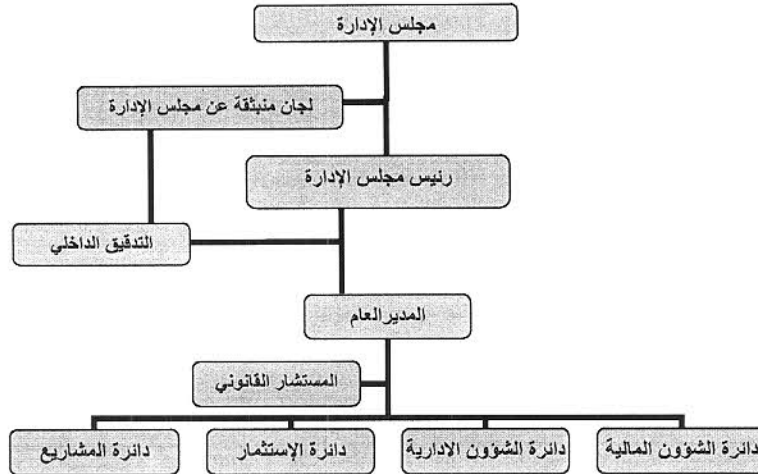 مجلس الإدارة
لجان منبثقة عن مجلس الإدارة
رئيس مجلس الإدارة
التدقيق الداخلي
المدير العام
المستشار القانوني
دائرة الشؤون المالية
دائرة الشؤون الادارية
دائرة الإستثمار
دائرة المشاريع